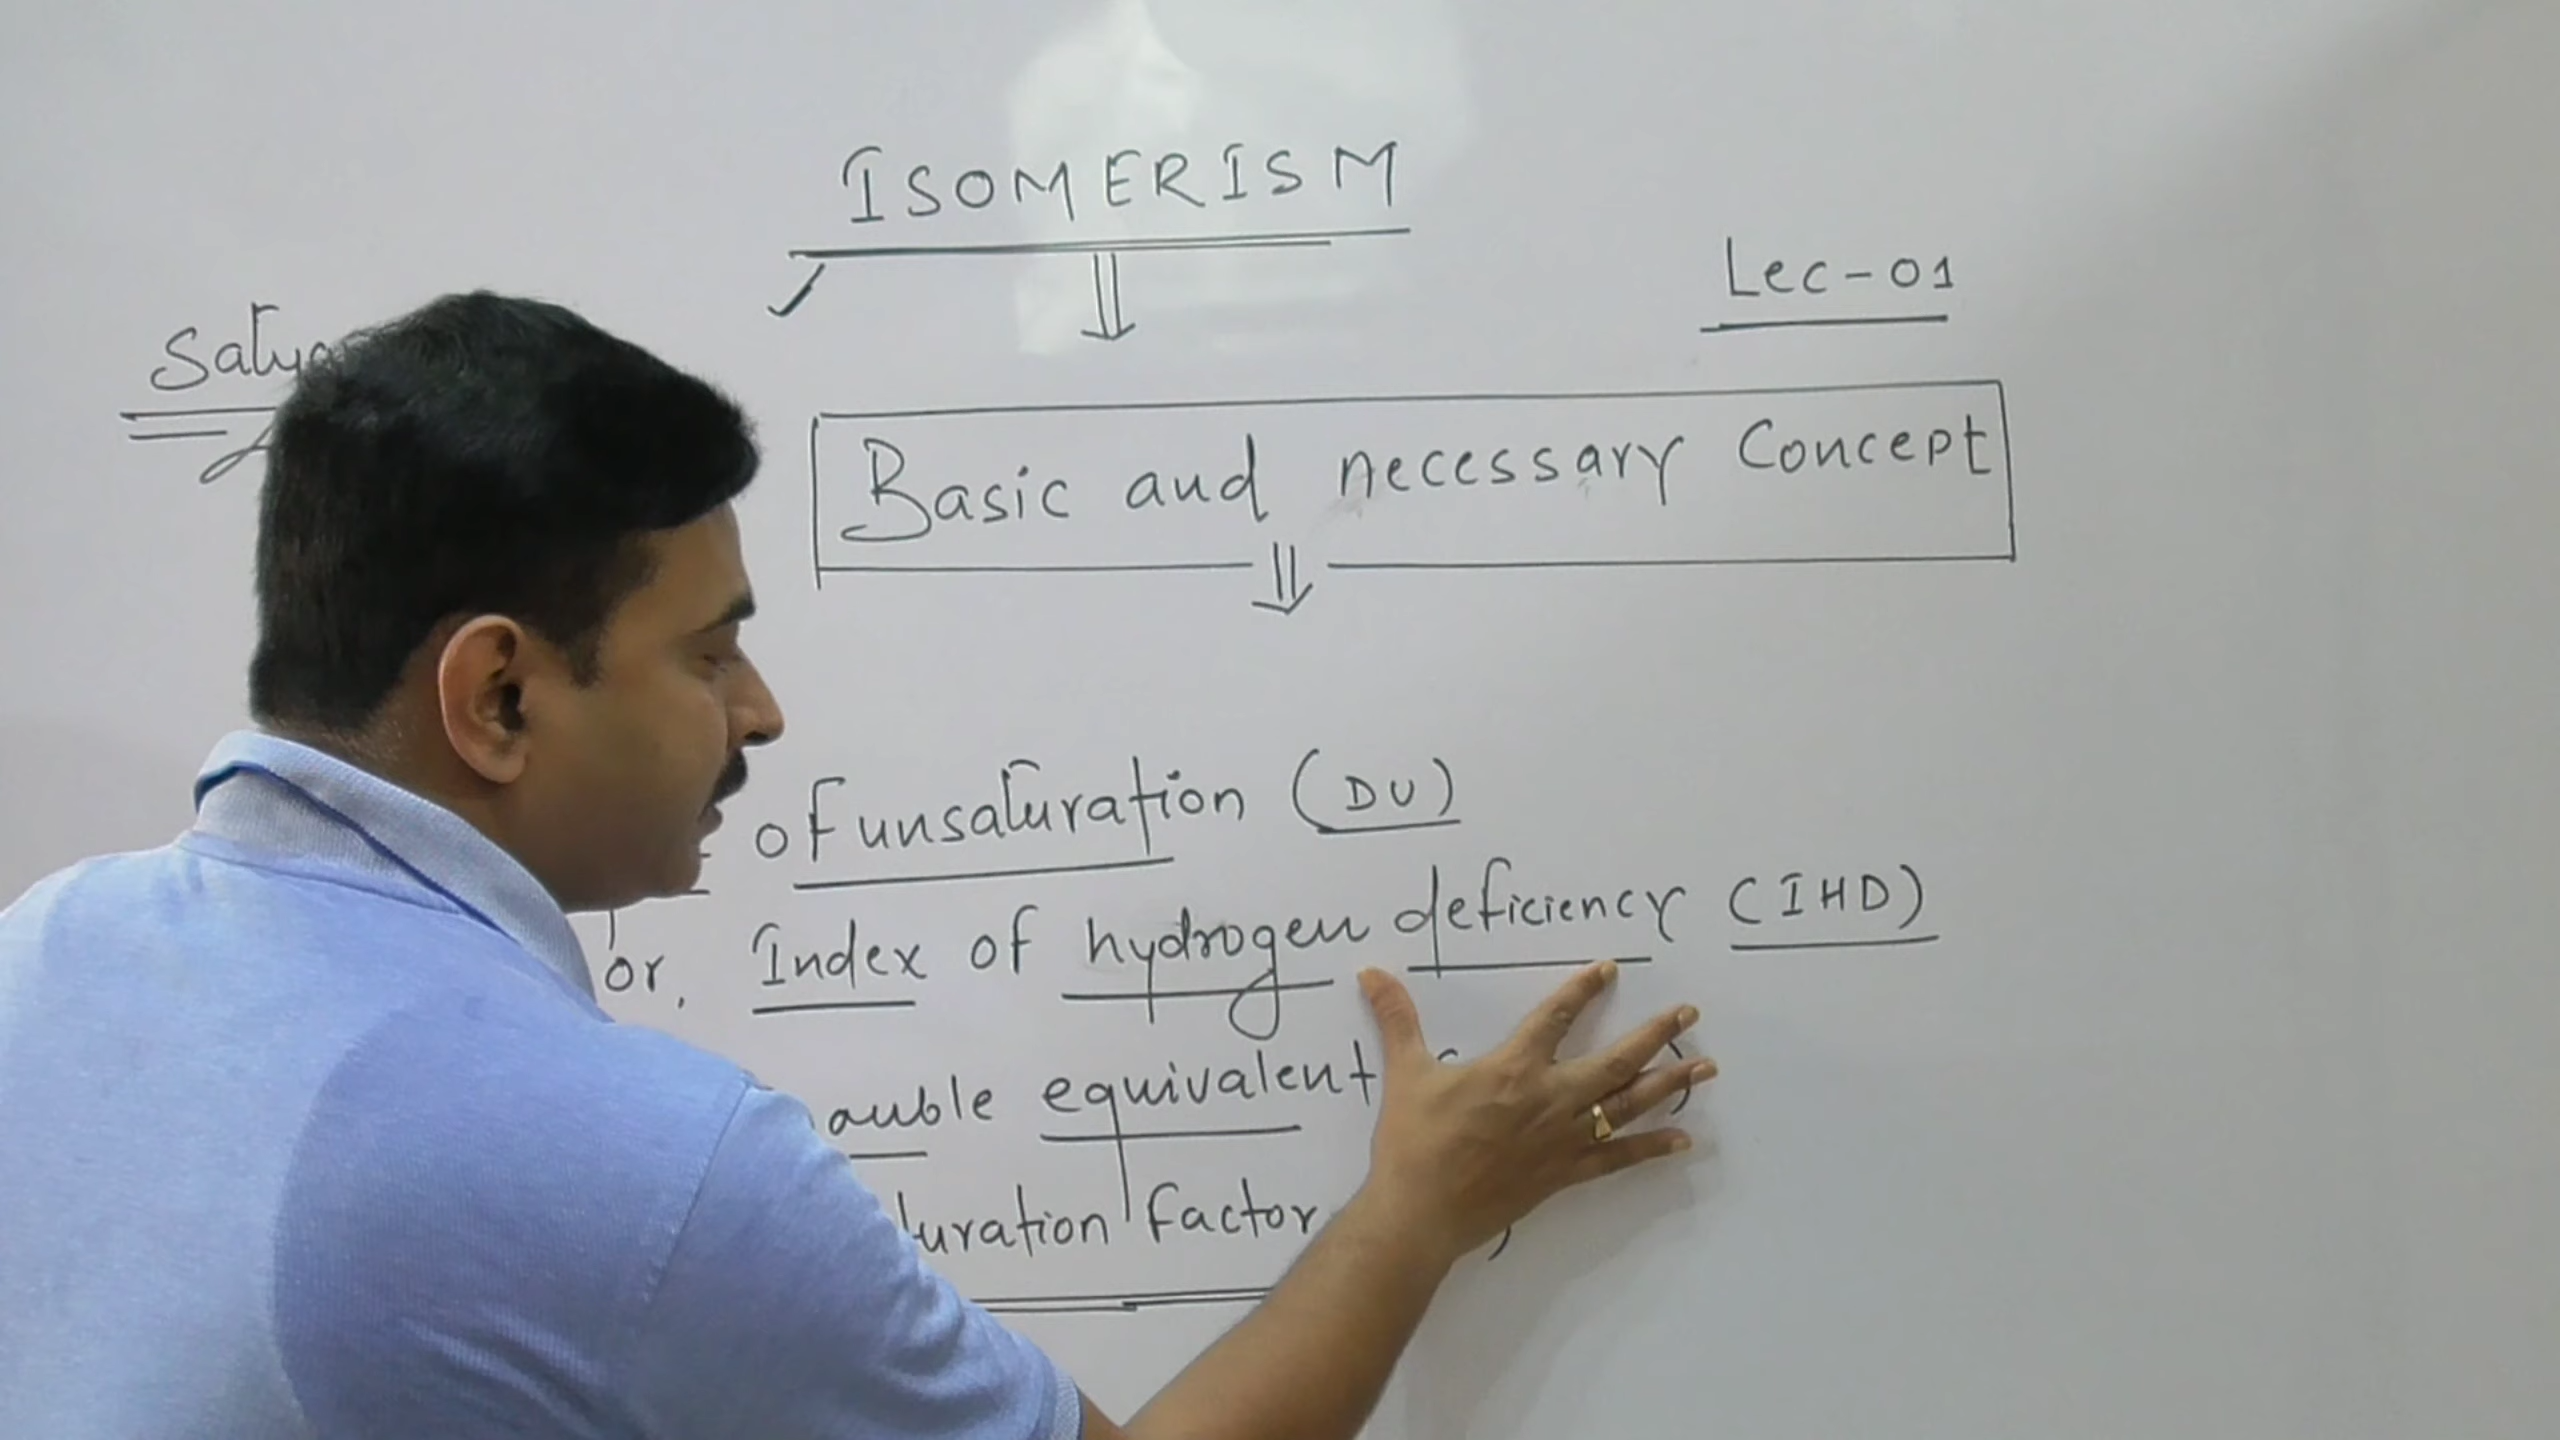 ISOMERISM
Lec-01
Basic and necessary Concept
of unsaturation (DU)
or, Index of hydrogen deficiency (IHD)
equivalent
factor